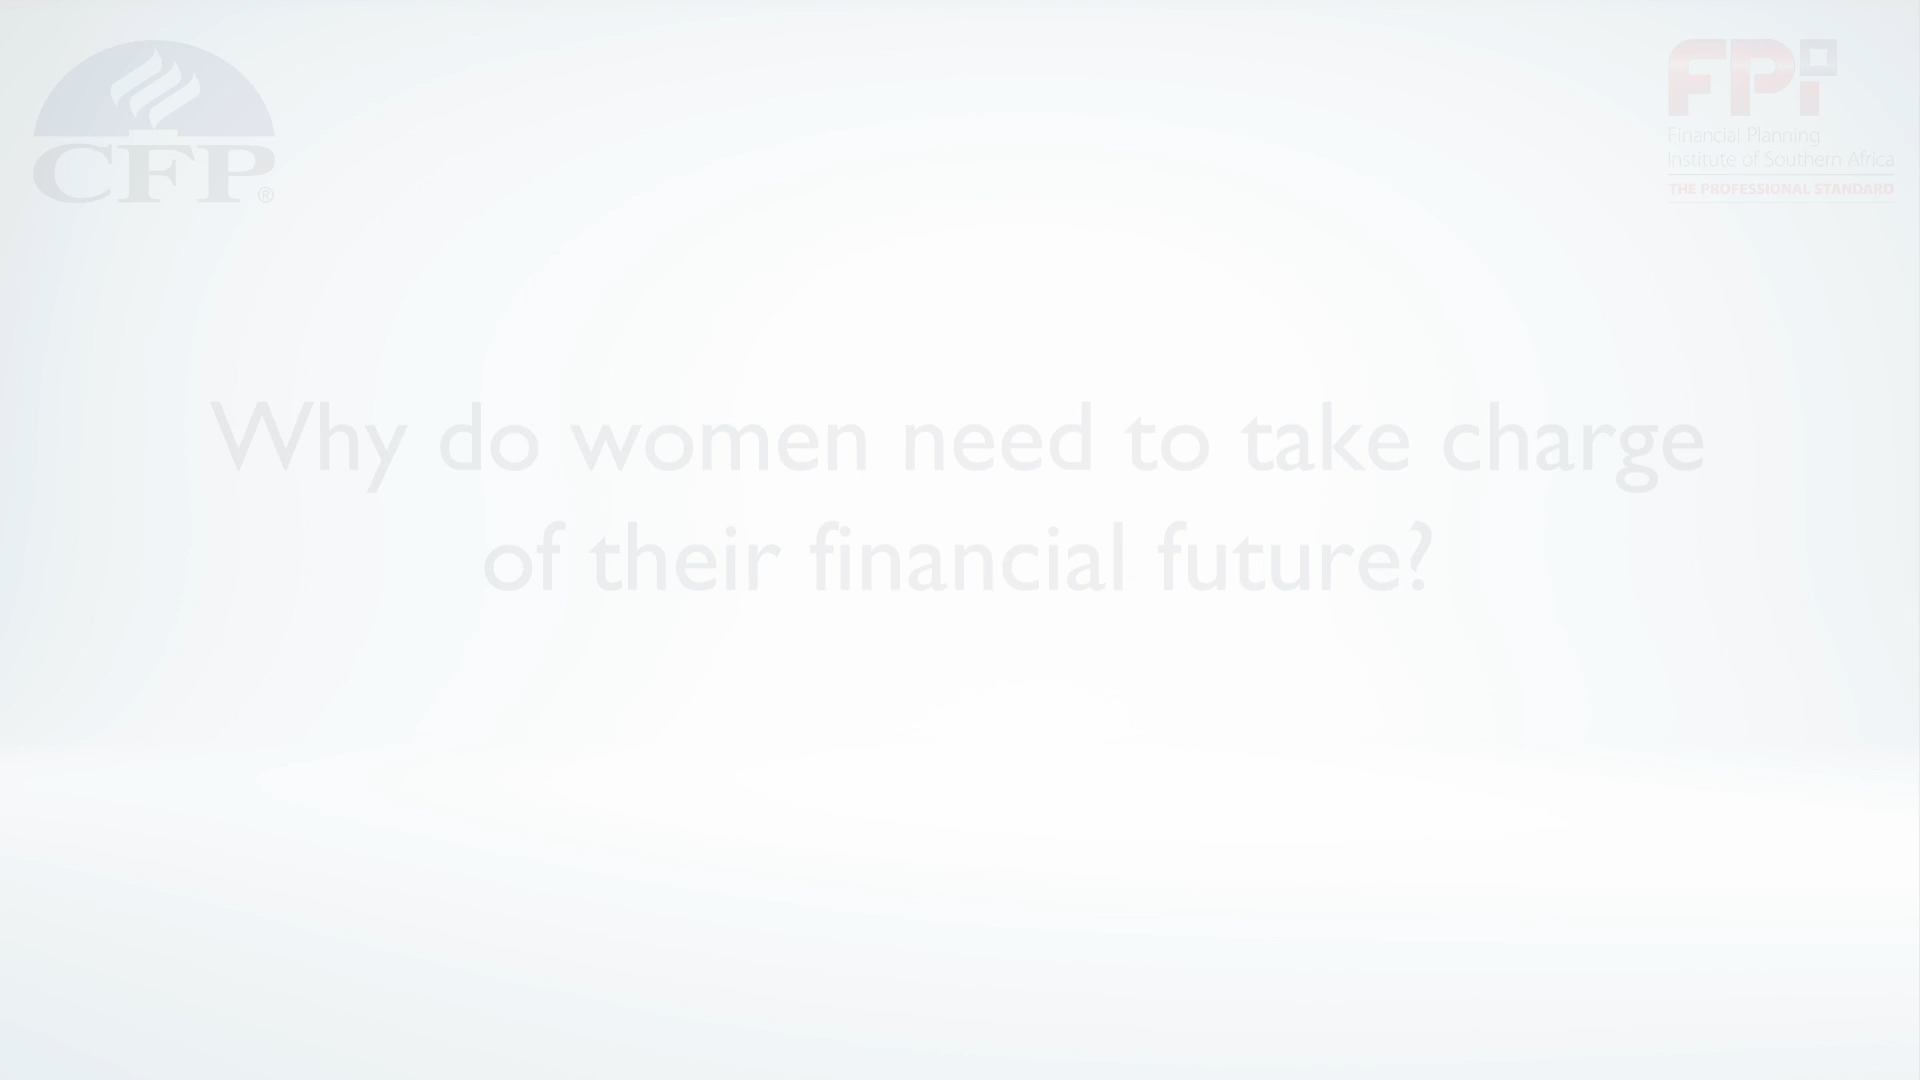 CFP®
FPi
Financial Planning
Institute of Southern Africa
THE PROFESSIONAL STANDARD
Why do women need to take charge
of their financial future?